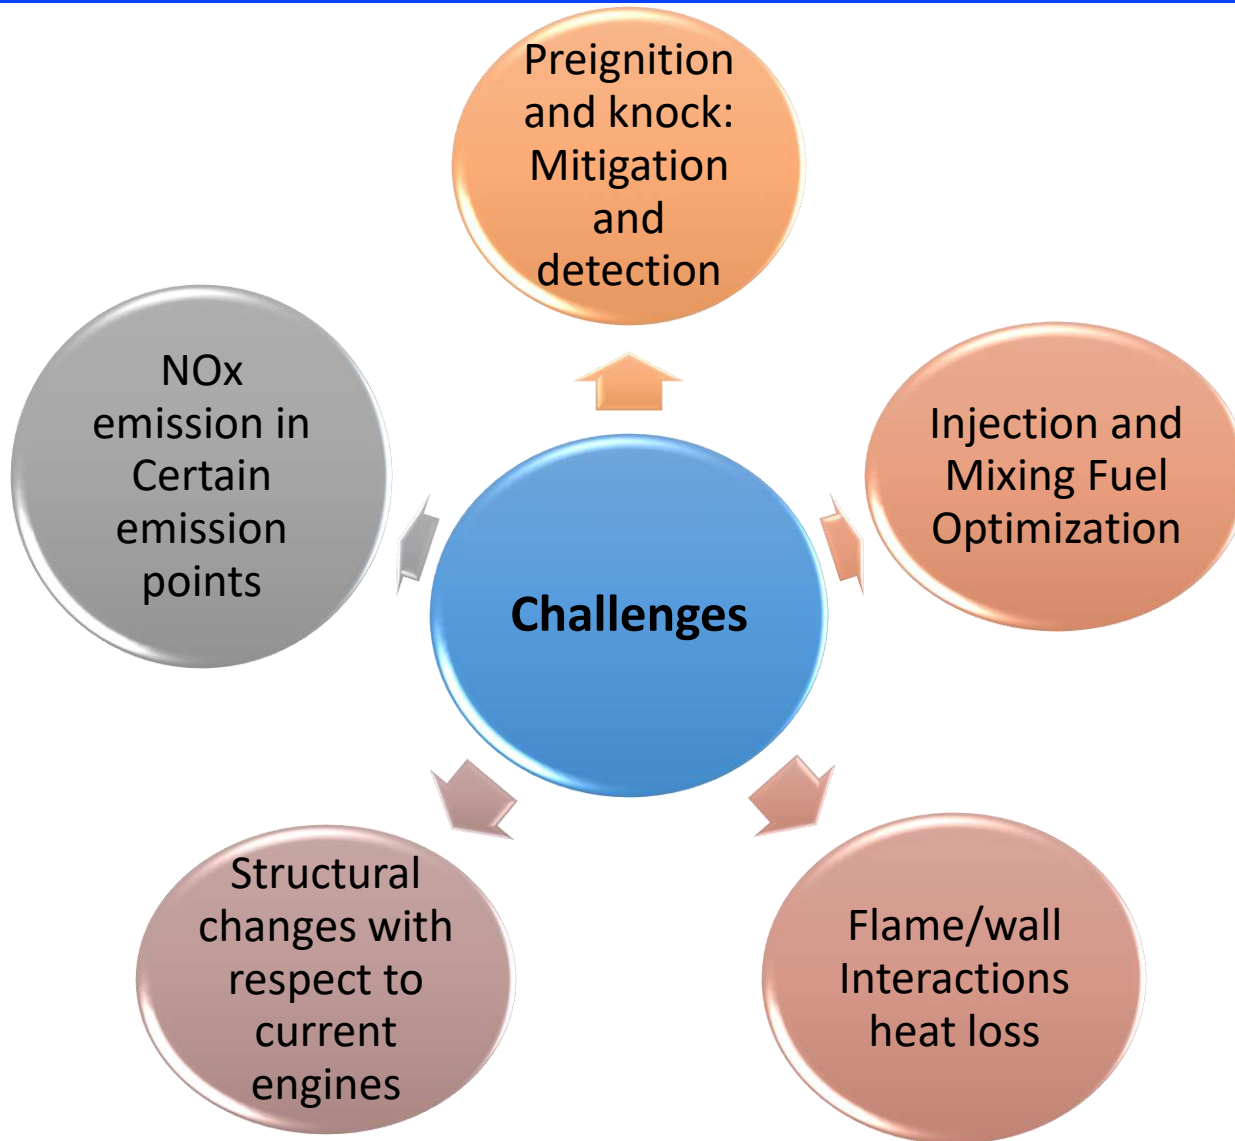 Preignition
and knock:
Mitigation
and
detection
Injection and
Mixing Fuel
Optimization
Flame/wall
Interactions
heat loss
Structural
changes with
respect to
current
engines
NOx
emission in
Certain
emission
points
Challenges